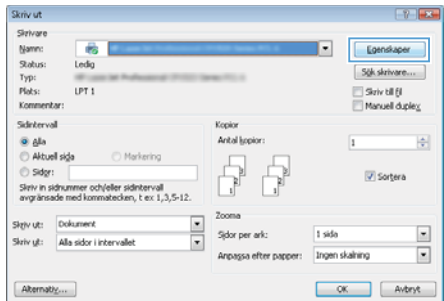 Skriv ut
Skrivare
Namn:
Egenskaper
Status: Ledig
Typ:
Sök skrivare...
Plats: LPT 1
Skriv till fil
Kommentar:
Manuell duplex
Sidintervall
Alla
Aktuell sida
Markering
Sidor:
Skriv in sidnummer och/eller sidintervall
avgränsade med kommatecken, t ex 1,3,5-12.
Kopior
Antal kopior: 1
Sortera
Skriv ut: Dokument
Skriv ut: Alla sidor i intervallet
Zooma
Sidor per ark: 1 sida
Anpassa efter papper: Ingen skalning
Alternativ...
OK
Avbryt